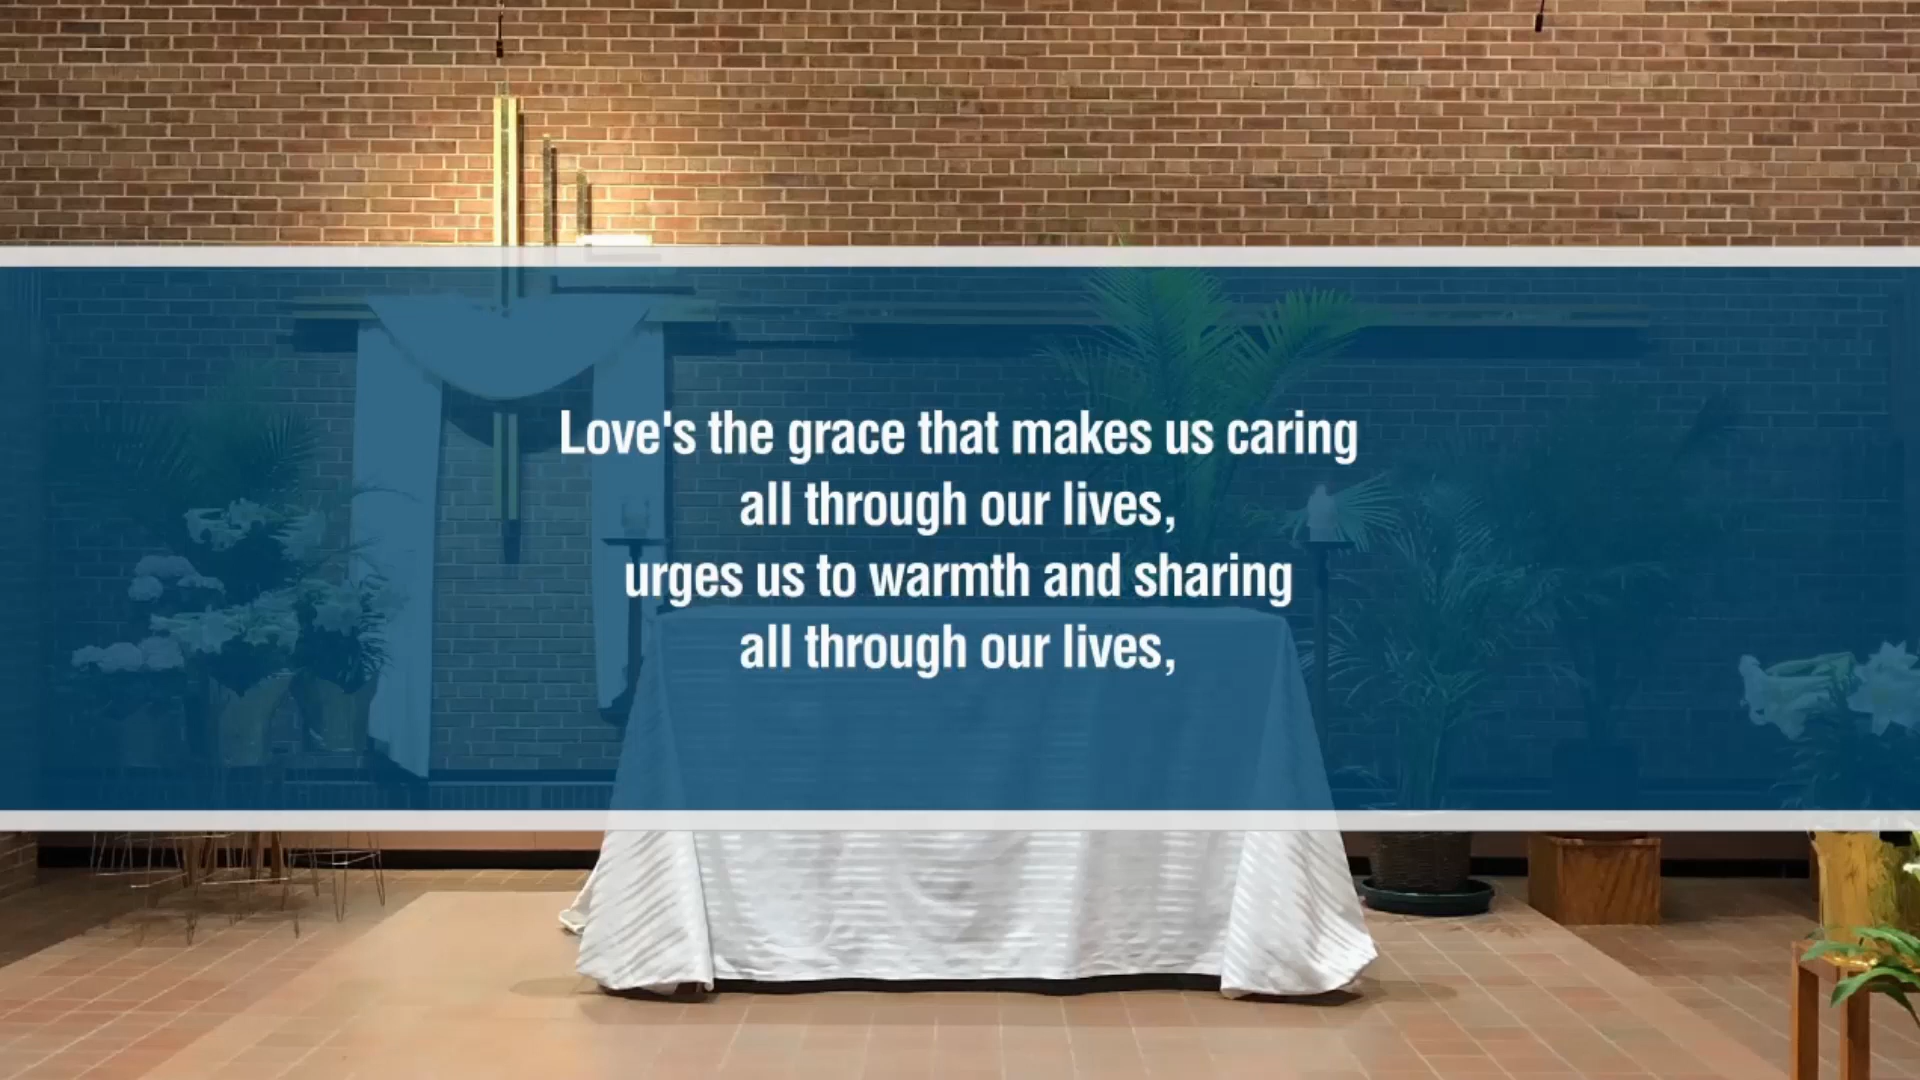 Love's the grace that makes us caring
all through our lives,
urges us to warmth and sharing
all through our lives,